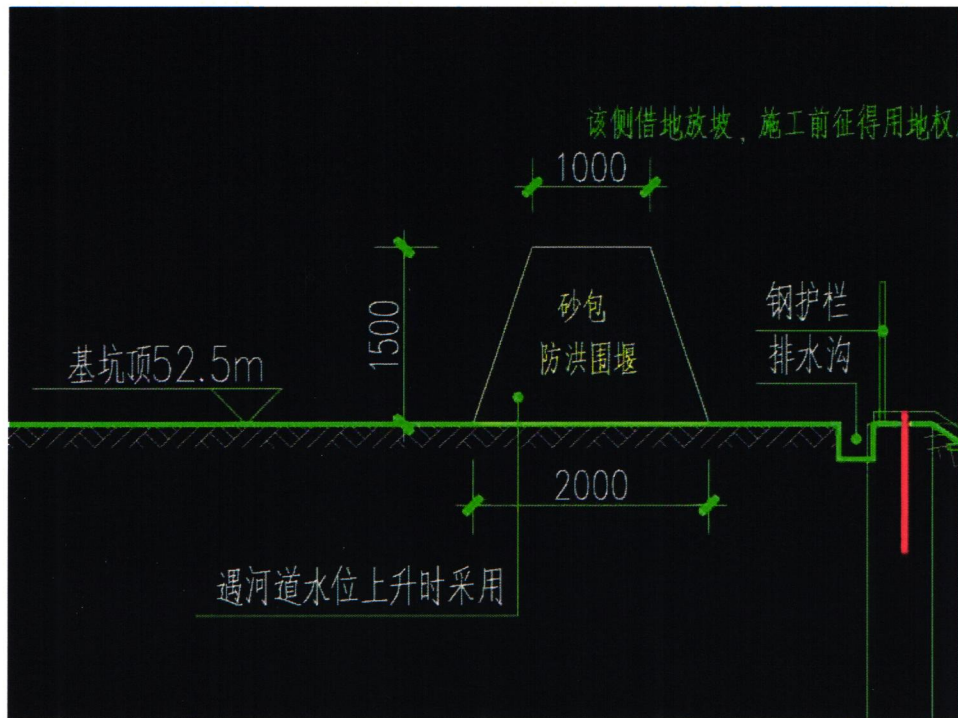 该侧借地放坡，施工前征得用地权
1000
1500
砂包
防洪围堰
钢护栏
排水沟
基坑顶52.5m
2000
遇河道水位上升时采用